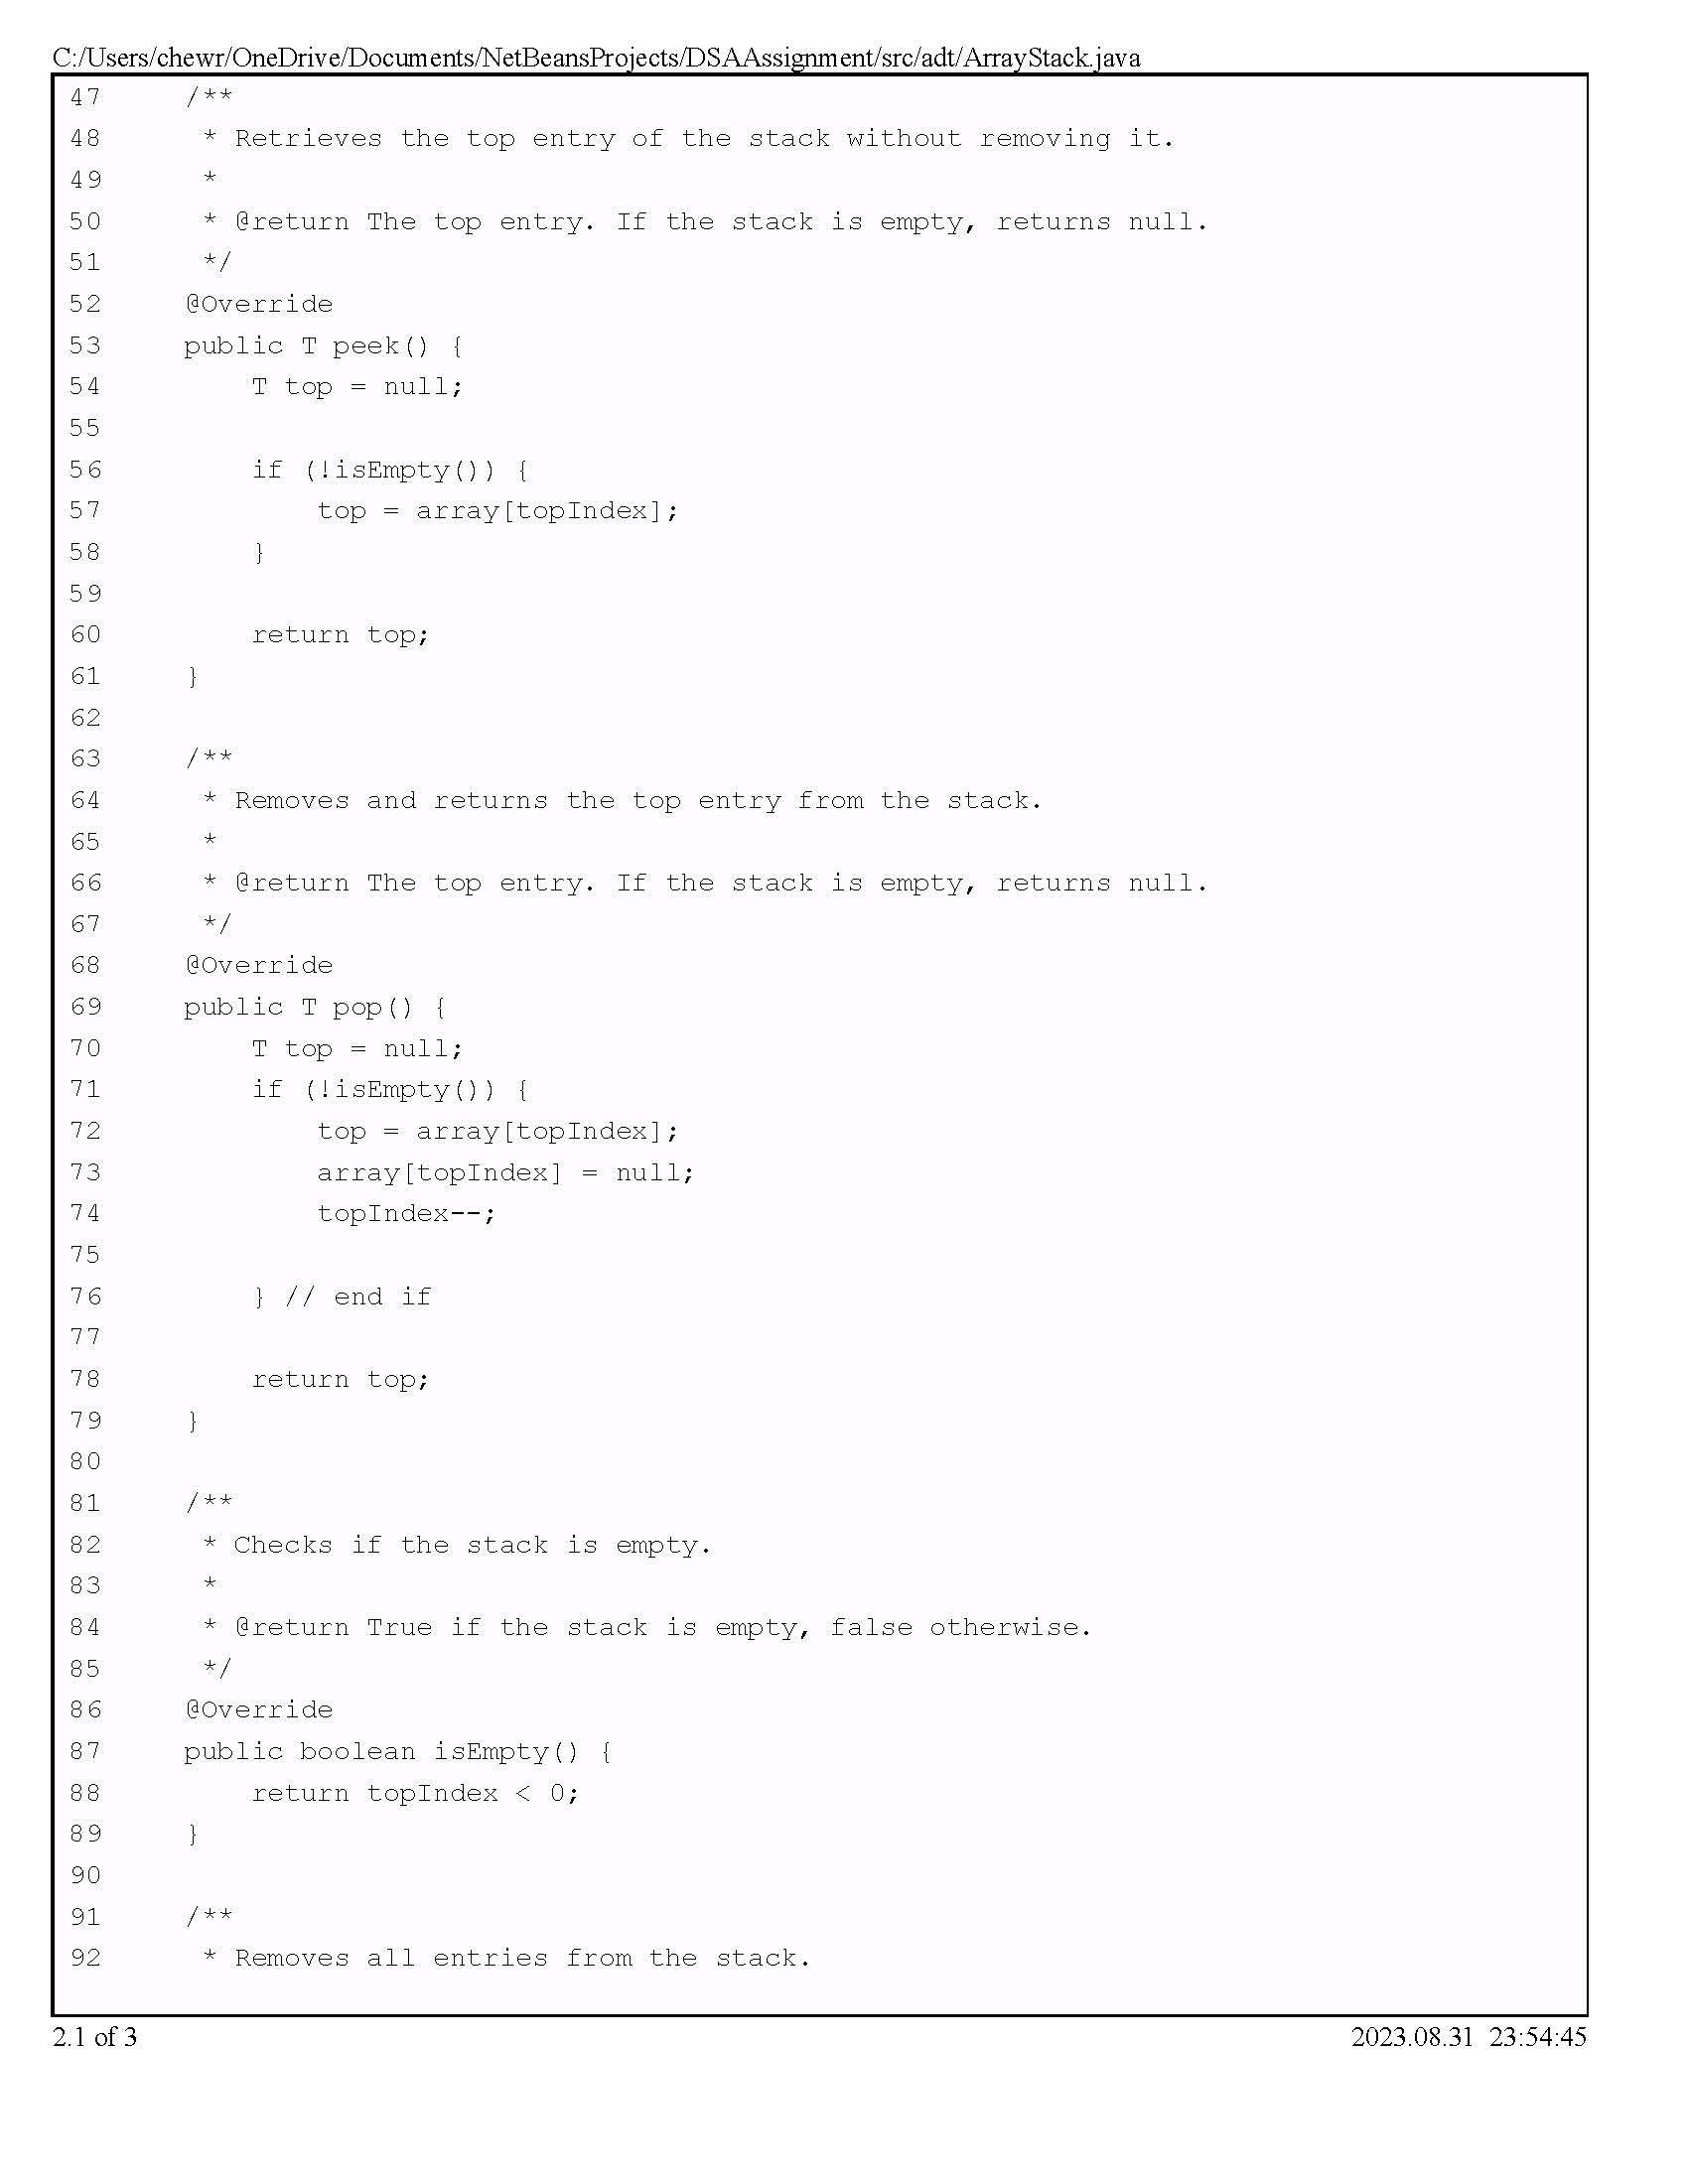 C:/Users/chewr/OneDrive/Documents/NetBeansProjects/DSAAssignment/src/adt/ArrayStack.java
47     /**
48      * Retrieves the top entry of the stack without removing it.
49      *
50      * @return The top entry. If the stack is empty, returns null.
51      */
52     @Override
53     public T peek() {
54         T top = null;
55
56         if (!isEmpty()) {
57             top = array[topIndex];
58         }
59
60         return top;
61     }
62
63     /**
64      * Removes and returns the top entry from the stack.
65      *
66      * @return The top entry. If the stack is empty, returns null.
67      */
68     @Override
69     public T pop() {
70         T top = null;
71         if (!isEmpty()) {
72             top = array[topIndex];
73             array[topIndex] = null;
74             topIndex--;
75
76         } // end if
77
78         return top;
79     }
80
81     /**
82      * Checks if the stack is empty.
83      *
84      * @return True if the stack is empty, false otherwise.
85      */
86     @Override
87     public boolean isEmpty() {
88         return topIndex < 0;
89     }
90
91     /**
92      * Removes all entries from the stack.
2.1 of 3 2023.08.31 23:54:45